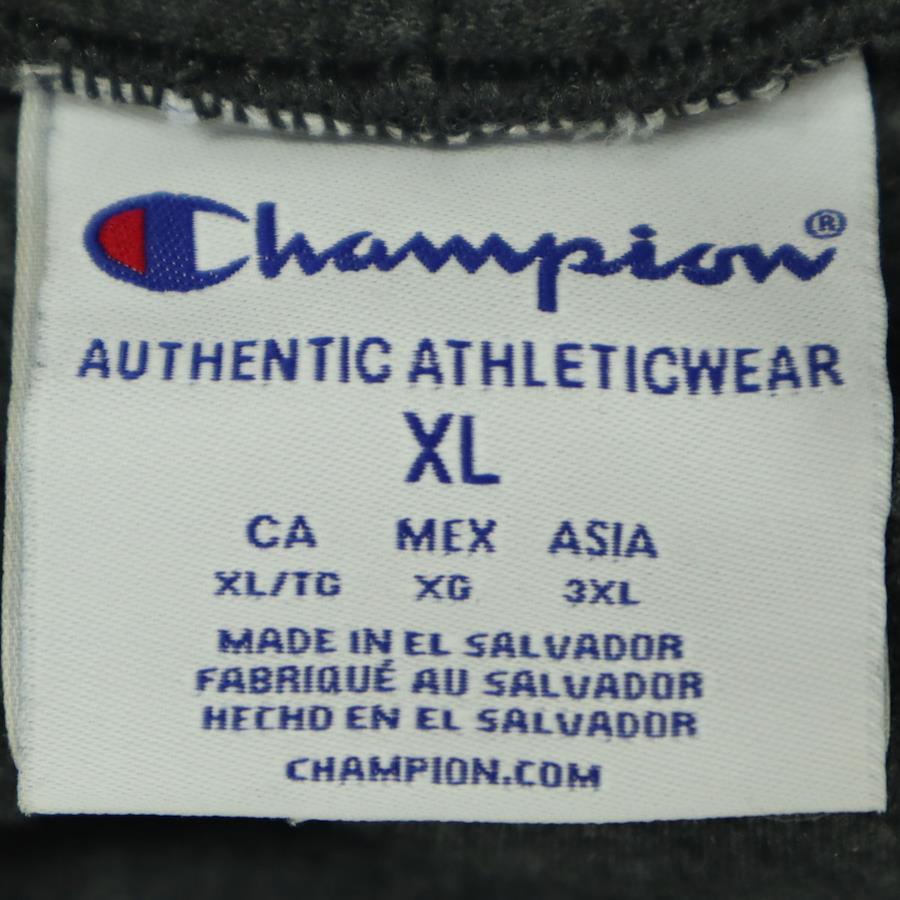 Champion®
AUTHENTIC ATHLETICWEAR
XL
CA MEX ASIA
XL/TG XG 3XL
MADE IN EL SALVADOR
FABRIQUÉ AU SALVADOR
HECHO EN EL SALVADOR
CHAMPION.COM